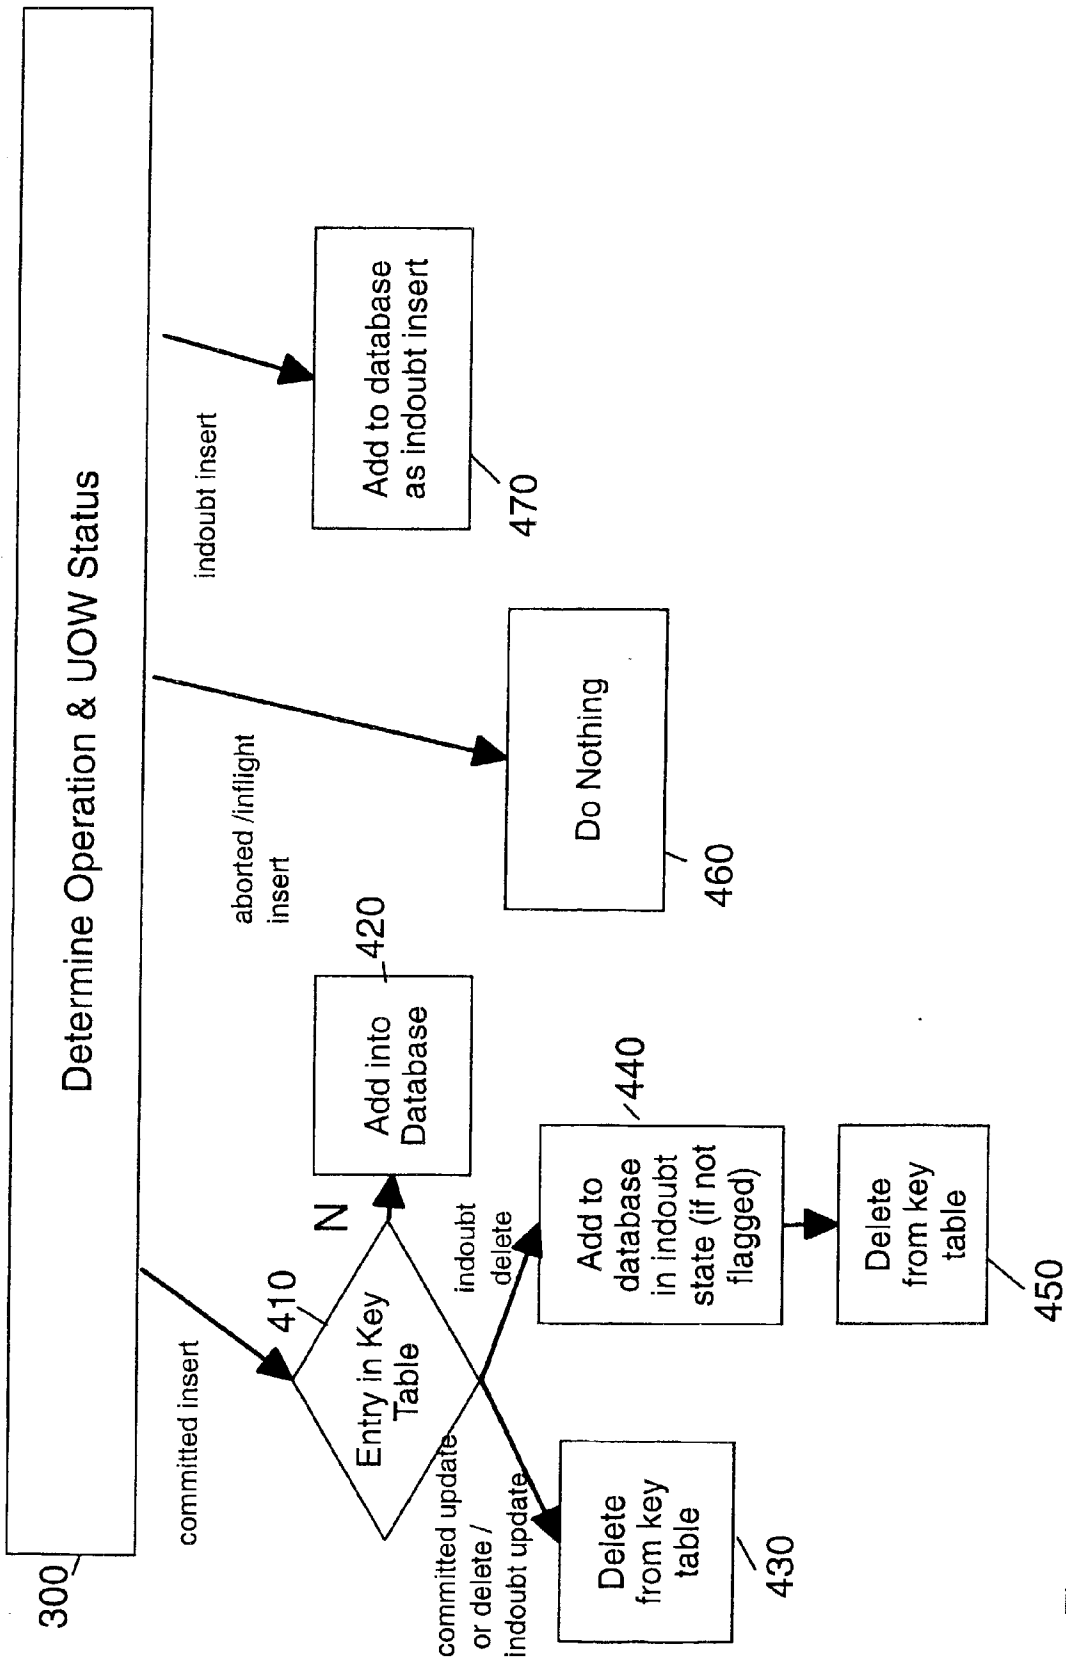 300
Determine Operation & UOW Status
committed insert
aborted /inflight
insert
indoubt insert
410
Entry in Key
Table
N
420
Add into
Database
committed update
or delete /
indoubt update
indoubt
delete
430
Delete
from key
table
440
Add to
database
in indoubt
state (if not
flagged)
450
Delete
from key
table
460
Do Nothing
470
Add to database
as indoubt insert